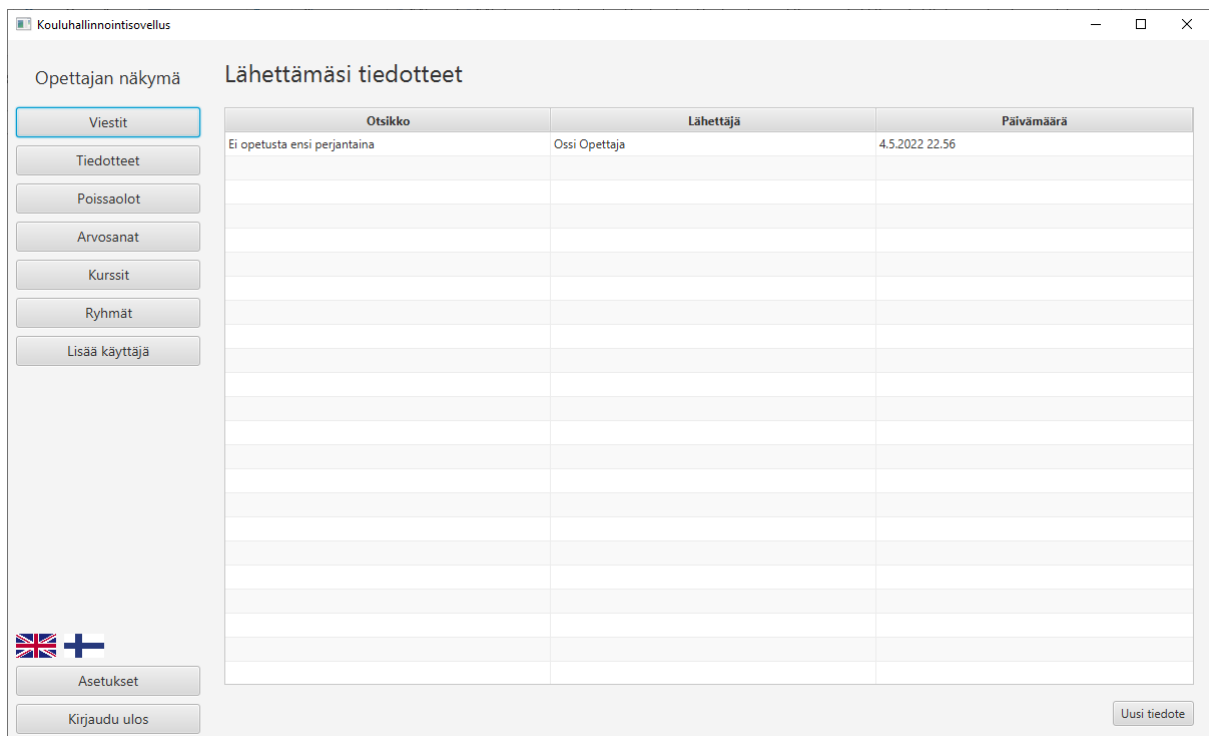 Kouluhallinnointisovellus
Opettajan näkymä
Viestit
Tiedotteet
Poissaolot
Arvosanat
Kurssit
Ryhmät
Lisää käyttäjä
Asetukset
Kirjaudu ulos
Lähettämäsi tiedotteet
Otsikko Lähettäjä Päivämäärä
Ei opetusta ensi perjantaina Ossi Opettaja 4.5.2022 22.56
Uusi tiedote